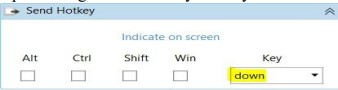 Send Hotkey
Indicate on screen
Alt Ctrl Shift Win Key
down